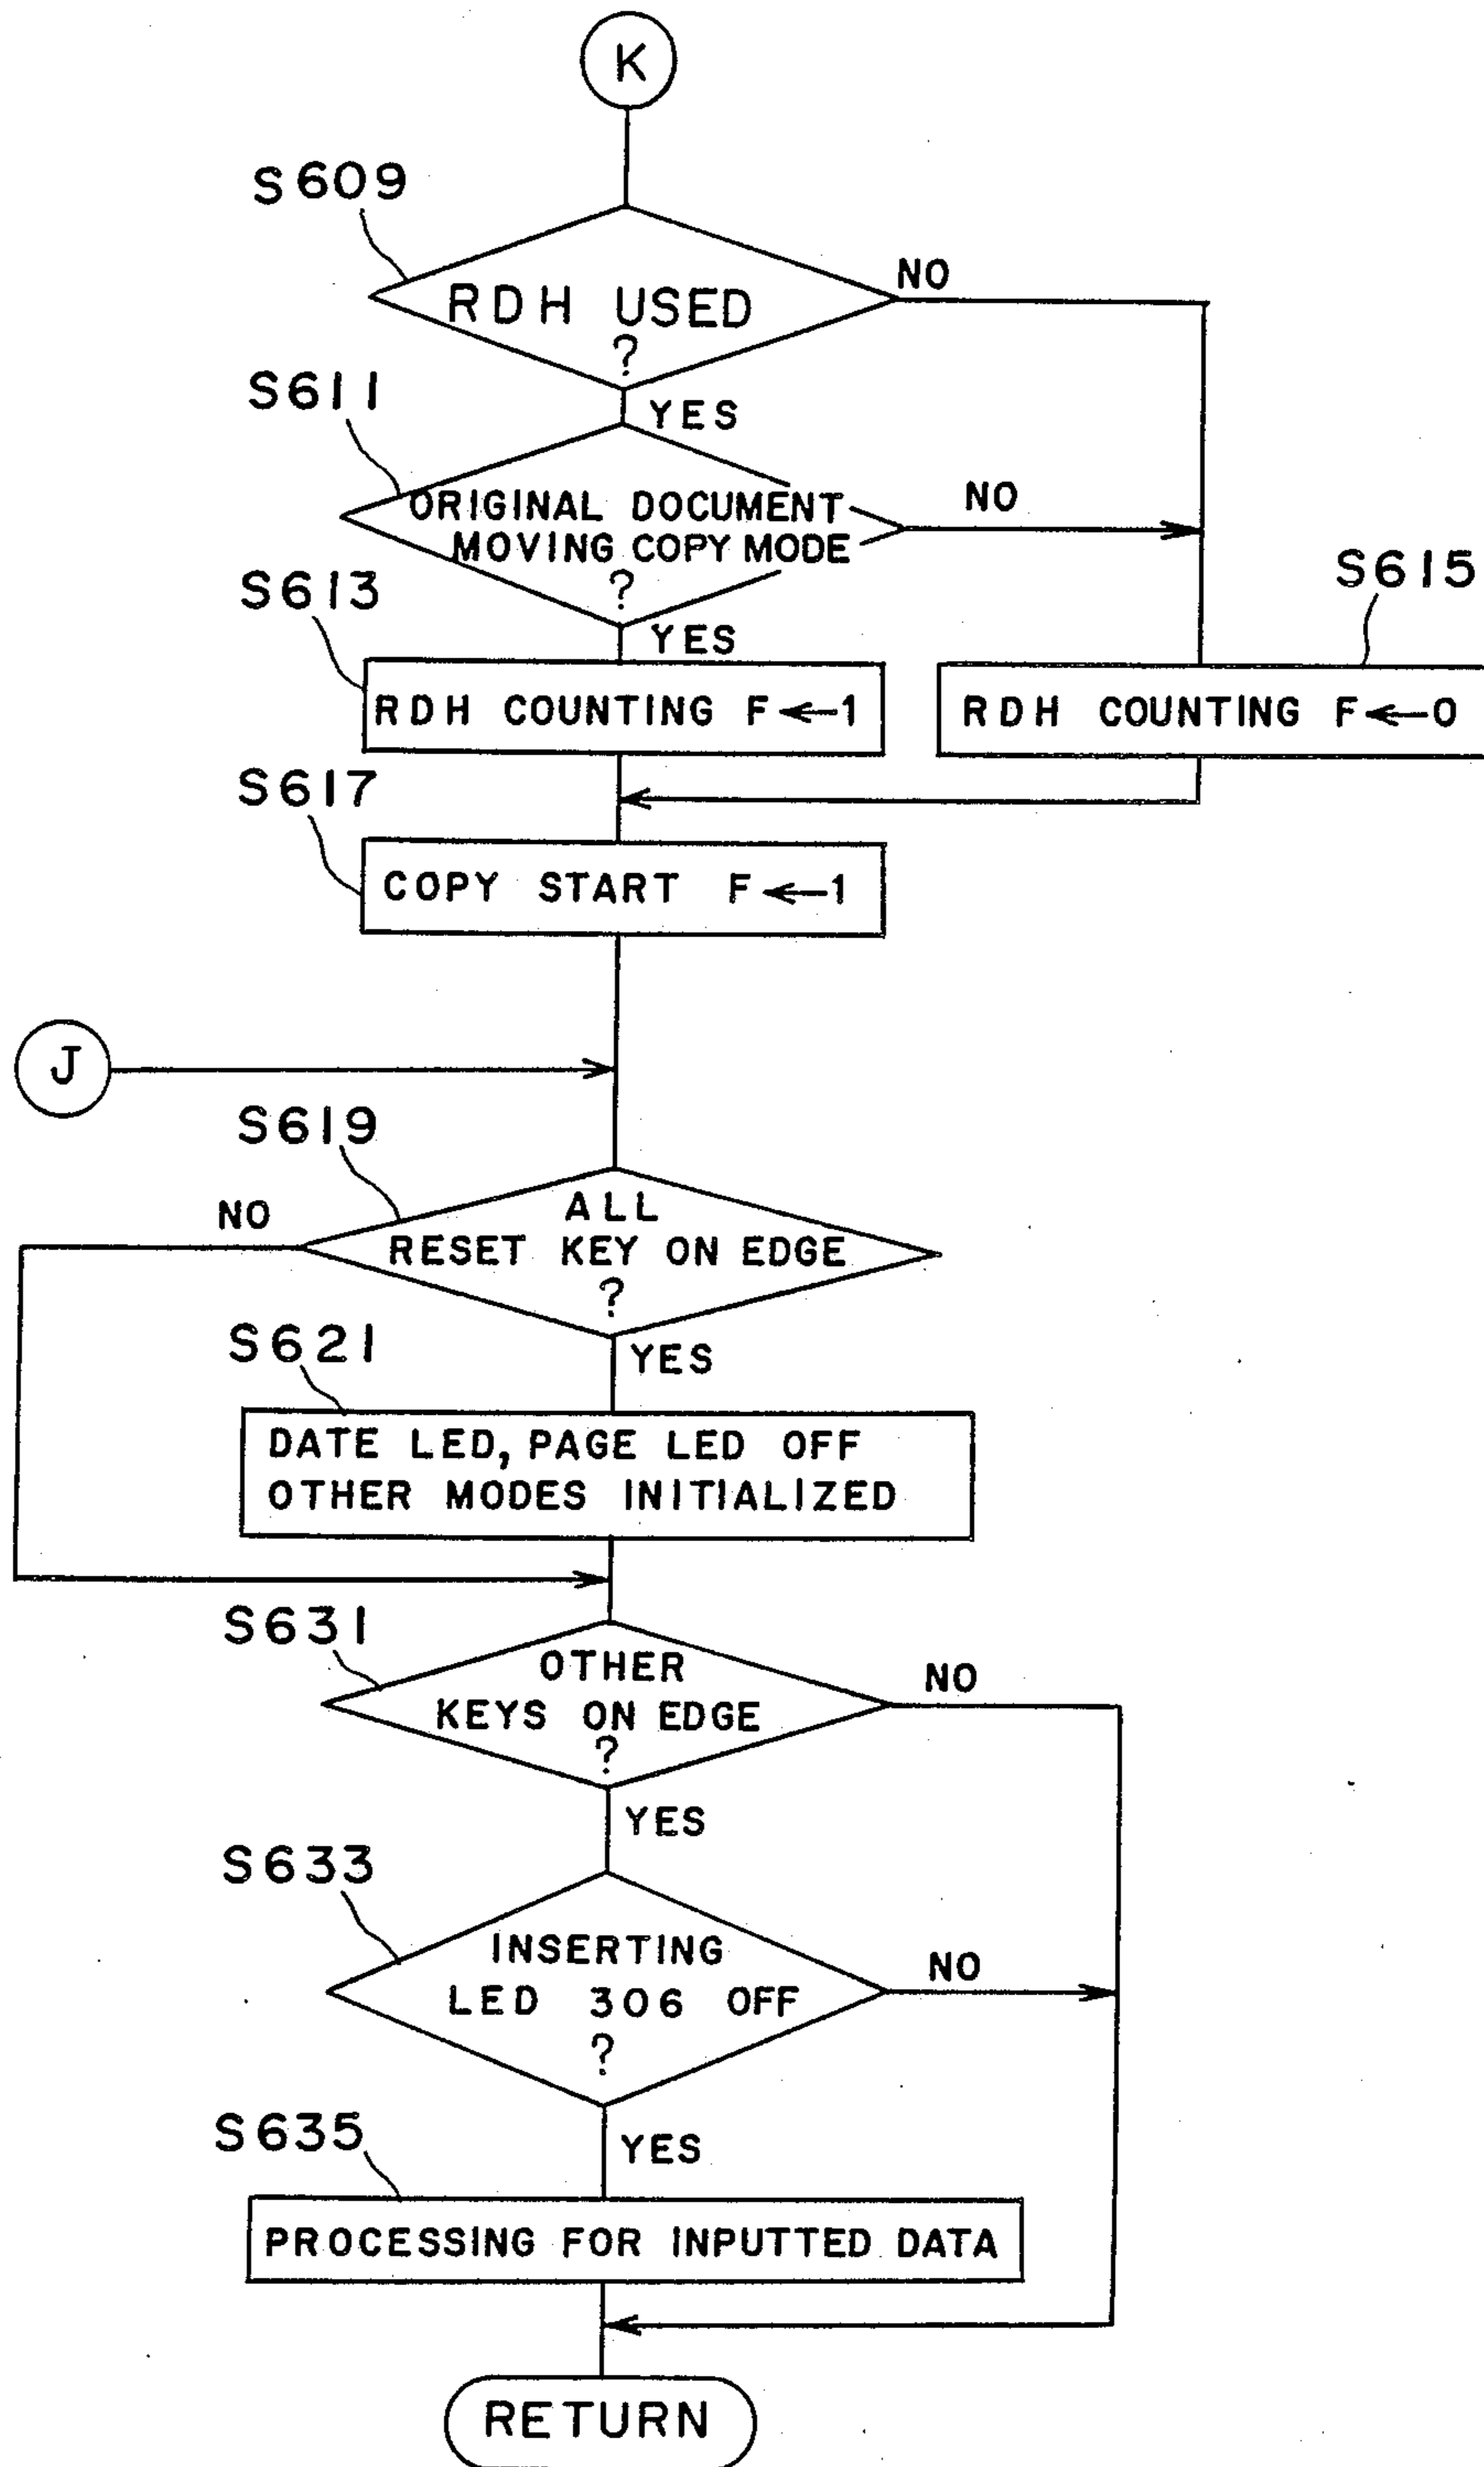 K
S609
RDH USED
?
NO
YES
S611
ORIGINAL DOCUMENT
MOVING COPY MODE
?
NO
YES
S613
RDH COUNTING F←1
S615
RDH COUNTING F←0
S617
COPY START F←1
J
S619
ALL
RESET KEY ON EDGE
?
NO
YES
S621
DATE LED, PAGE LED OFF
OTHER MODES INITIALIZED
S631
OTHER
KEYS ON EDGE
?
NO
YES
S633
INSERTING
LED 306 OFF
?
NO
YES
S635
PROCESSING FOR INPUTTED DATA
RETURN